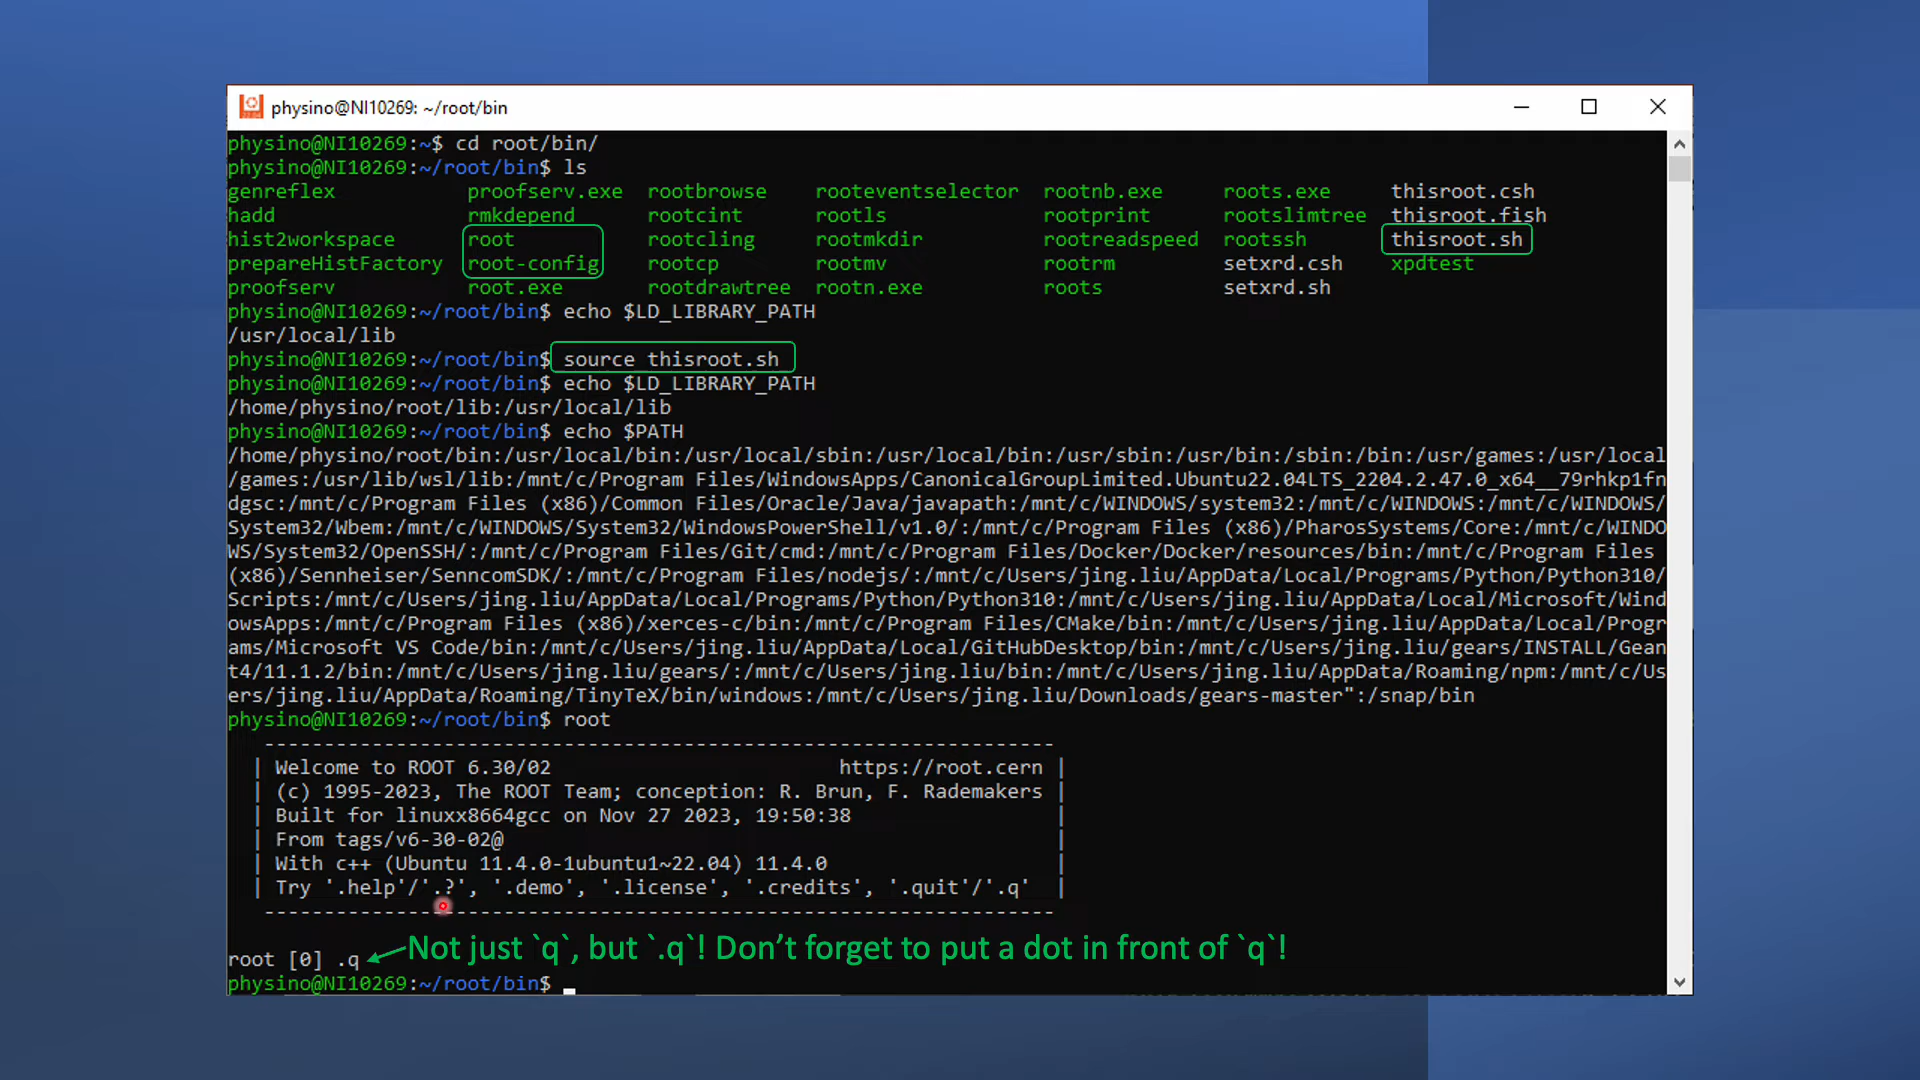 physino@NI10269: ~/root/bin
physino@NI10269:~$ cd root/bin/
physino@NI10269:~/root/bin$ ls
genreflex proofserv.exe rootbrowse rooteventselector rootnb.exe roots.exe thisroot.csh
hadd rmkdepend rootcint rootls rootprint rootslimtree thisroot.fish
hist2workspace root rootcling rootmkdir rootreadspeed rootssh thisroot.sh
prepareHistFactory root-config rootcp rootmv rootrm setxrd.csh xpdtest
proofserv root.exe rootdrawtree rootn.exe roots setxrd.sh
physino@NI10269:~/root/bin$ echo $LD_LIBRARY_PATH
/usr/local/lib
physino@NI10269:~/root/bin$ source thisroot.sh
physino@NI10269:~/root/bin$ echo $LD_LIBRARY_PATH
/home/physino/root/lib:/usr/local/lib
physino@NI10269:~/root/bin$ echo $PATH
/home/physino/root/bin:/usr/local/bin:/usr/local/sbin:/usr/local/bin:/usr/sbin:/usr/bin:/sbin:/bin:/usr/games:/usr/local
/games:/usr/lib/wsl/lib:/mnt/c/Program Files/WindowsApps/CanonicalGroupLimited.Ubuntu22.04LTS_2204.2.47.0_x64__79rhkp1fn
dgsc:/mnt/c/Program Files (x86)/Common Files/Oracle/Java/javapath:/mnt/c/WINDOWS/system32:/mnt/c/WINDOWS:/mnt/c/WINDOWS/
System32/Wbem:/mnt/c/WINDOWS/System32/WindowsPowerShell/v1.0/:/mnt/c/Program Files (x86)/PharosSystems/Core:/mnt/c/WINDO
WS/System32/OpenSSH/:/mnt/c/Program Files/Git/cmd:/mnt/c/Program Files/Docker/Docker/resources/bin:/mnt/c/Program Files
(x86)/Sennheiser/SenncomSDK/:/mnt/c/Program Files/nodejs/:/mnt/c/Users/jing.liu/AppData/Local/Programs/Python/Python310/
Scripts:/mnt/c/Users/jing.liu/AppData/Local/Programs/Python/Python310:/mnt/c/Users/jing.liu/AppData/Local/Microsoft/Wind
owsApps:/mnt/c/Program Files (x86)/xerces-c/bin:/mnt/c/Program Files/CMake/bin:/mnt/c/Users/jing.liu/AppData/Local/Progr
ams/Microsoft VS Code/bin:/mnt/c/Users/jing.liu/AppData/Local/GitHubDesktop/bin:/mnt/c/Users/jing.liu/gears/INSTALL/Gean
t4/11.1.2/bin:/mnt/c/Users/jing.liu/gears/:/mnt/c/Users/jing.liu/AppData/Roaming/npm:/mnt/c/Us
ers/jing.liu/AppData/Roaming/TinyTeX/bin/windows:/mnt/c/Users/jing.liu/Downloads/gears-master":/snap/bin
physino@NI10269:~/root/bin$ root
------------------------------------------------------------------
| Welcome to ROOT 6.30/02 https://root.cern |
| (c) 1995-2023, The ROOT Team; conception: R. Brun, F. Rademakers |
| Built for linuxx8664gcc on Nov 27 2023, 19:50:38 |
| From tags/v6-30-02@ |
| With c++ (Ubuntu 11.4.0-1ubuntu1~22.04) 11.4.0 |
| Try '.help'/'.?', '.demo', '.license', '.credits', '.quit'/'.q' |
------------------------------------------------------------------
Not just `q`, but `.q`! Don't forget to put a dot in front of `q`!
root [0] .q
physino@NI10269:~/root/bin$